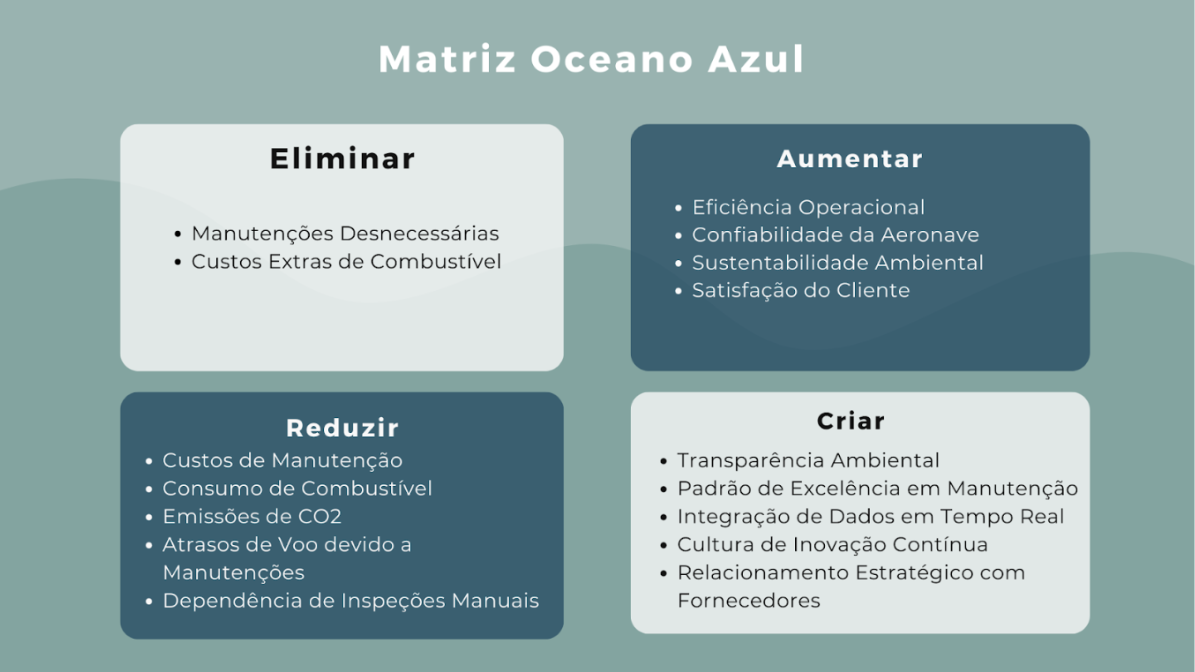 Matriz Oceano Azul
Eliminar
• Manutenções Desnecessárias
• Custos Extras de Combustível
Aumentar
• Eficiência Operacional
• Confiabilidade da Aeronave
• Sustentabilidade Ambiental
• Satisfação do Cliente
Reduzir
• Custos de Manutenção
• Consumo de Combustível
• Emissões de CO2
• Atrasos de Voo devido a
Manutenções
• Dependência de Inspeções Manuais
Criar
• Transparência Ambiental
• Padrão de Excelência em Manutenção
• Integração de Dados em Tempo Real
• Cultura de Inovação Contínua
• Relacionamento Estratégico com
Fornecedores